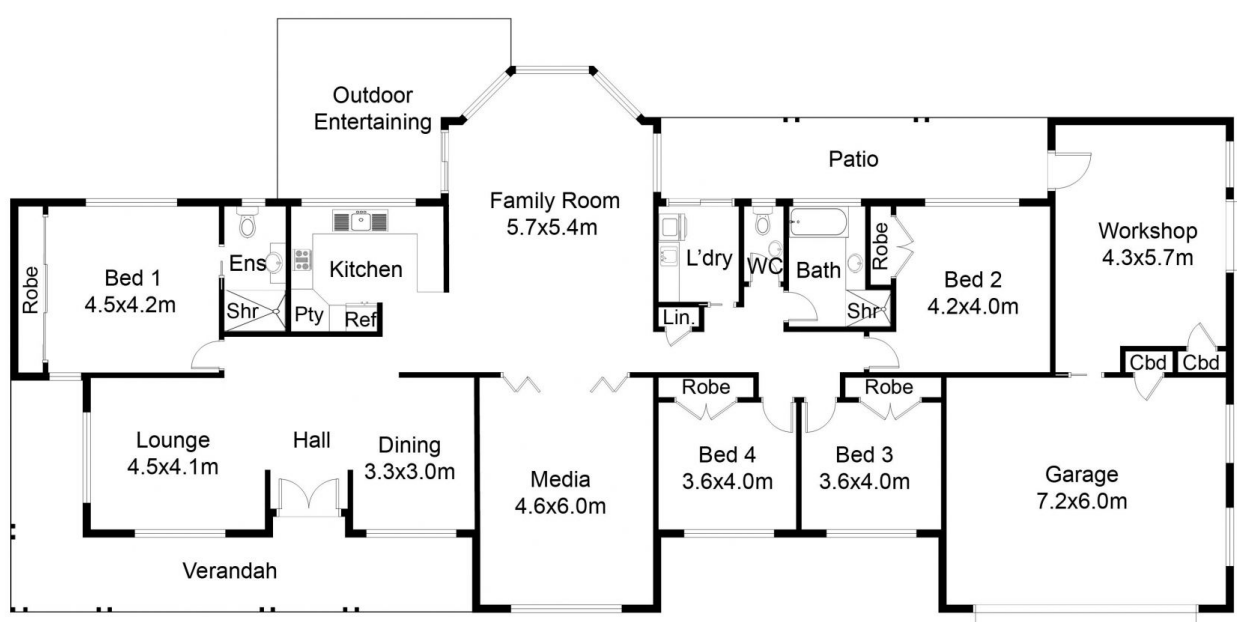 Outdoor
Entertaining
Patio
Family Room
5.7x5.4m
Workshop
4.3x5.7m
Robe
Bed 1
4.5x4.2m
Ens
Shr
Kitchen
Pty
Ref
L'dry
Lin.
WC
Bath
Shr
Robe
Bed 2
4.2x4.0m
Cbd
Cbd
Lounge
4.5x4.1m
Hall
Dining
3.3x3.0m
Media
4.6x6.0m
Robe
Bed 4
3.6x4.0m
Robe
Bed 3
3.6x4.0m
Garage
7.2x6.0m
Verandah